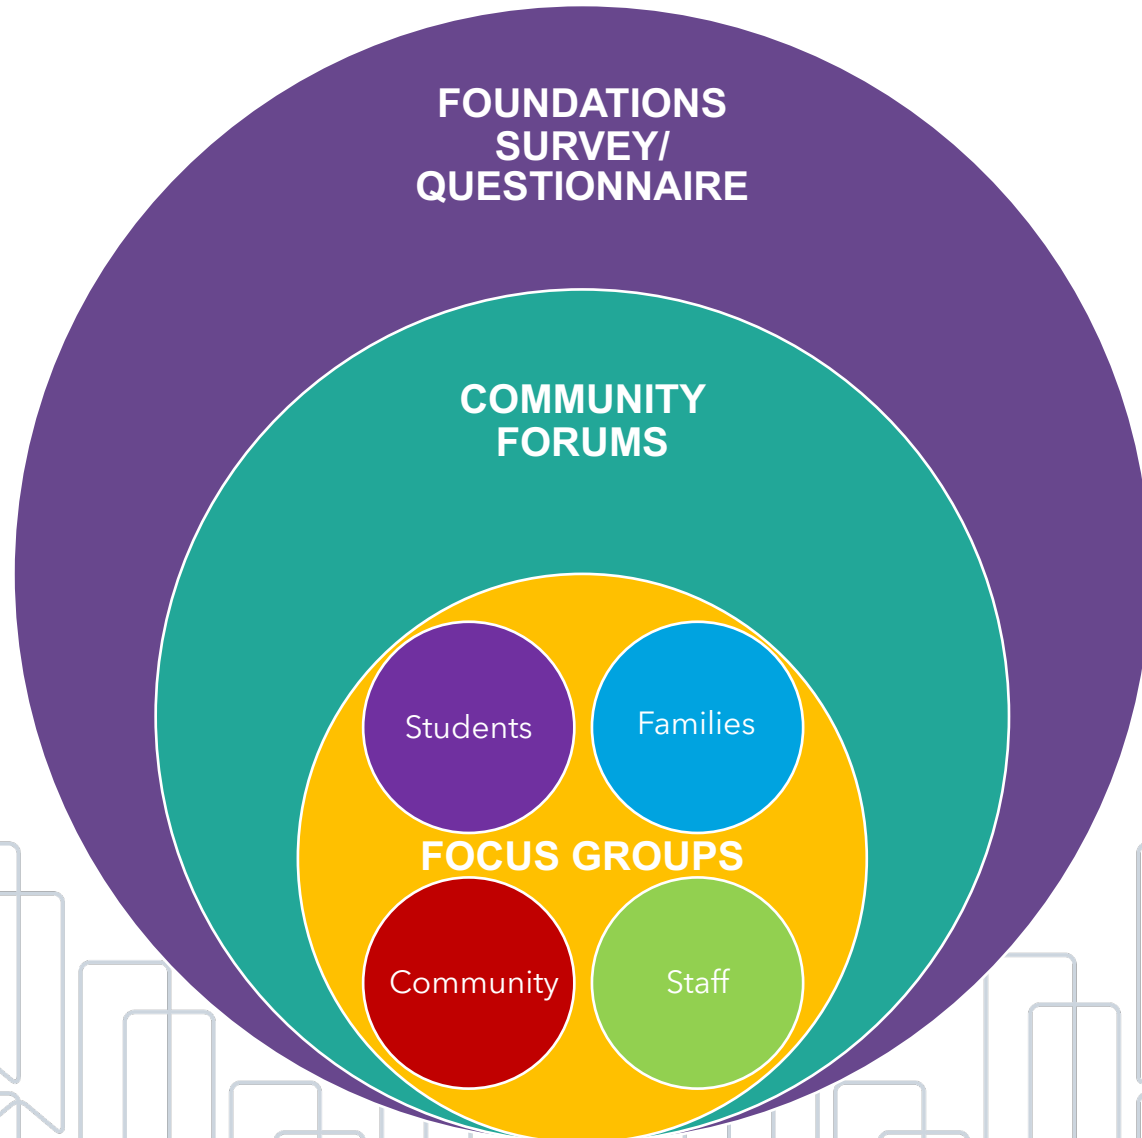 FOUNDATIONS
SURVEY/
QUESTIONNAIRE
COMMUNITY
FORUMS
Students
Families
FOCUS GROUPS
Community
Staff